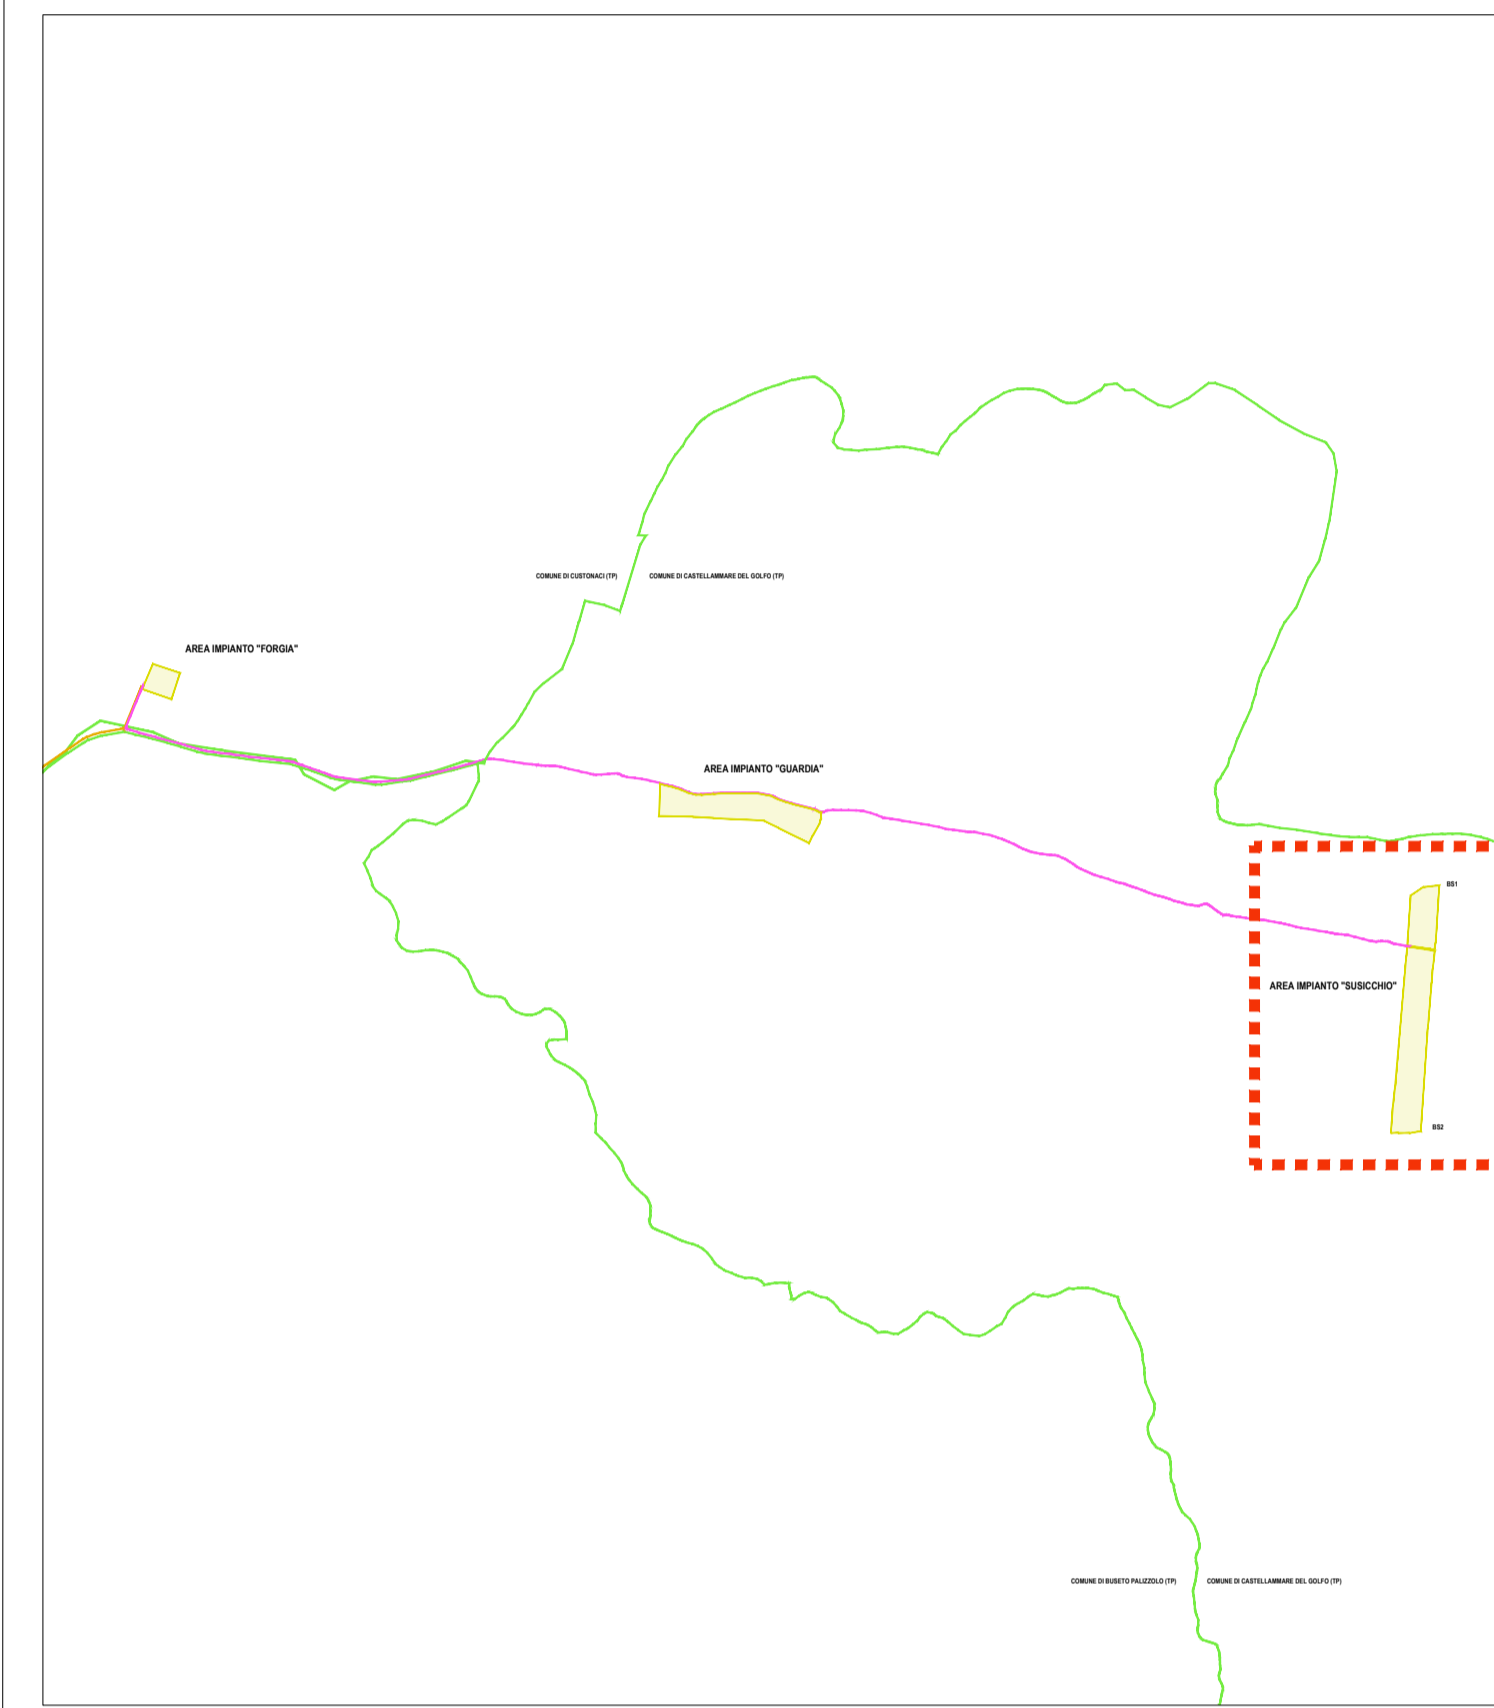 COMUNE DI CUSTONACI (TP)
COMUNE DI CASTELLAMMARE DEL GOLFO (TP)
AREA IMPIANTO "FORGIA"
AREA IMPIANTO "GUARDIA"
BS1
AREA IMPIANTO "SUSICCHIO"
BS2
COMUNE DI BUSETO PALIZZOLO (TP)
COMUNE DI CASTELLAMMARE DEL GOLFO (TP)